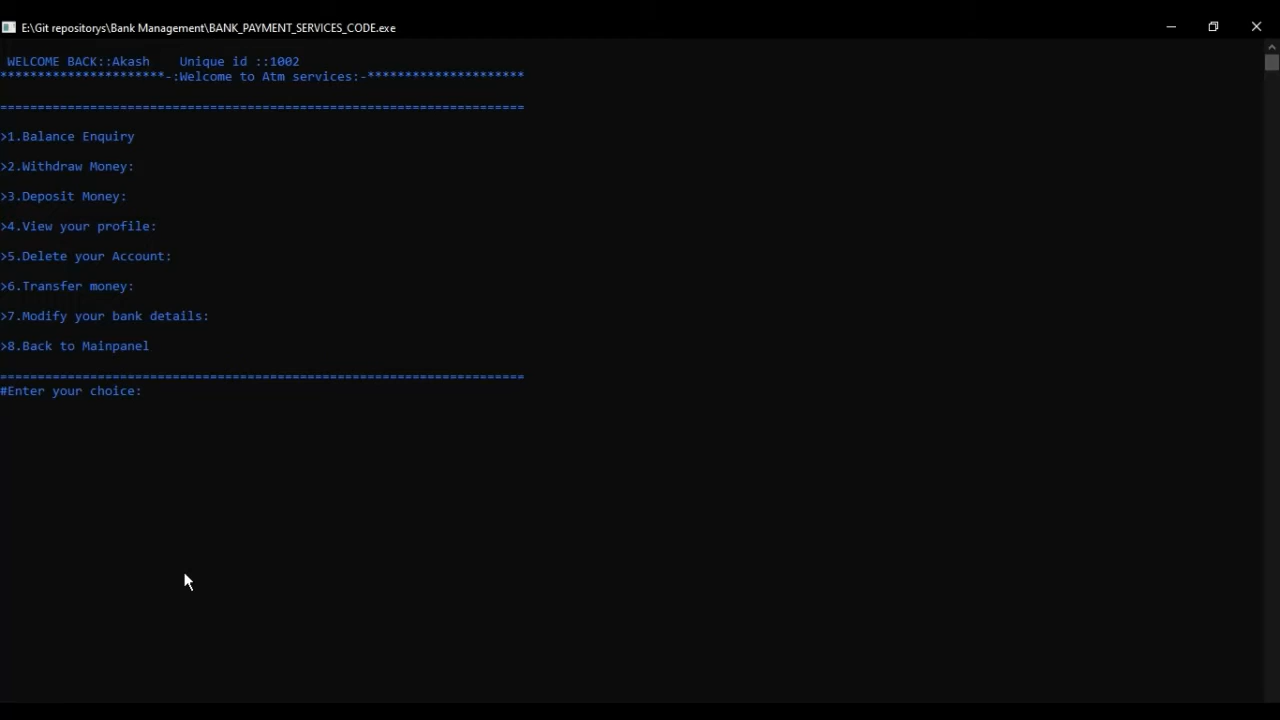 E:\Git repositorys\Bank Management\BANK_PAYMENT_SERVICES_CODE.exe
WELCOME BACK::Akash    Unique id ::1002
**********************-:Welcome to Atm services:-*********************
======================================================================
>1.Balance Enquiry
>2.Withdraw Money:
>3.Deposit Money:
>4.View your profile:
>5.Delete your Account:
>6.Transfer money:
>7.Modify your bank details:
>8.Back to Mainpanel
======================================================================
#Enter your choice: